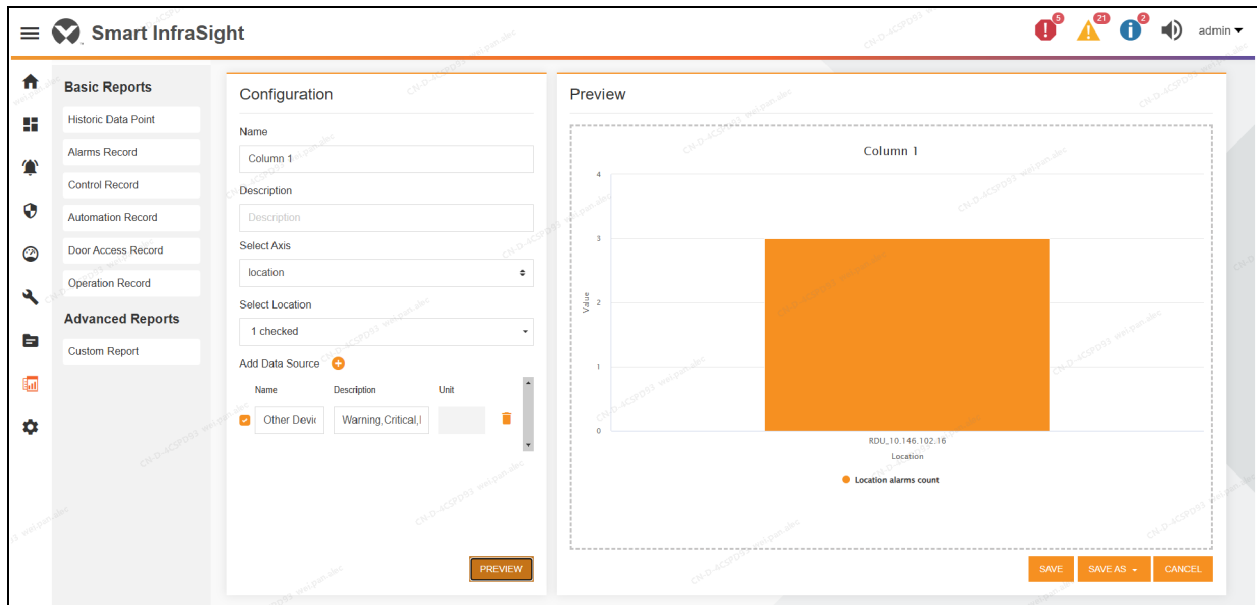 Smart InfraSight
5
21
2
admin
Basic Reports
Historic Data Point
Alarms Record
Control Record
Automation Record
Door Access Record
Operation Record
Advanced Reports
Custom Report
Configuration
Name
Column 1
Description
Description
Select Axis
location
Select Location
1 checked
Add Data Source
Name Description Unit
Other Devi Warning,Critical,I
PREVIEW
Preview
Column 1
4
3
2
1
0
Value
RDU_10.146.102.16
Location
Location alarms count
SAVE SAVE AS CANCEL